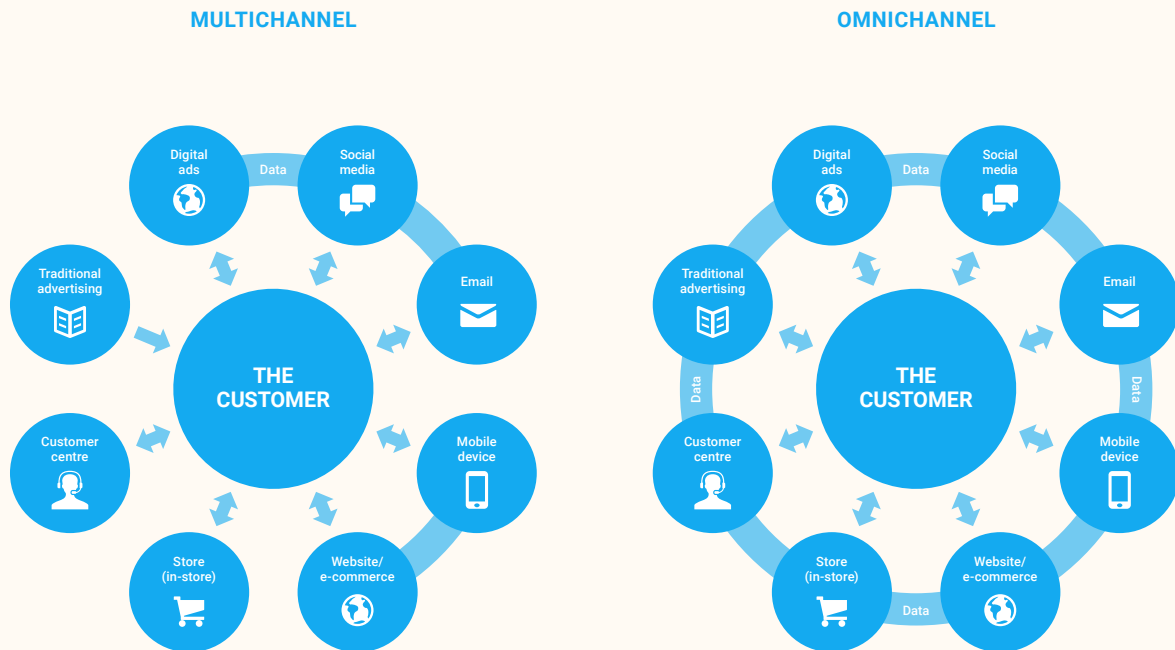 MULTICHANNEL
Digital
ads
Data
Social
media
Traditional
advertising
Email
THE
CUSTOMER
Customer
centre
Mobile
device
Store
(in-store)
Website/
e-commerce
OMNICHANNEL
Digital
ads
Data
Social
media
Traditional
advertising
Email
Data
THE
CUSTOMER
Data
Customer
centre
Mobile
device
Store
(in-store)
Data
Website/
e-commerce